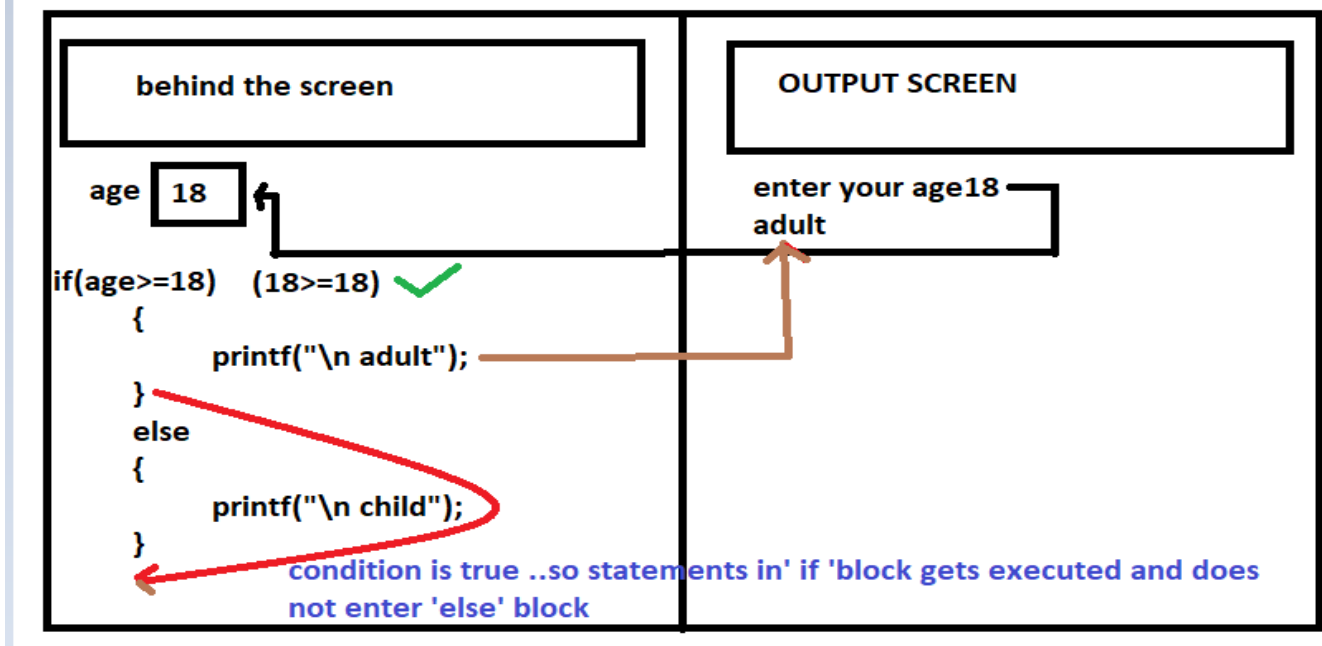 behind the screen
OUTPUT SCREEN
age 18
enter your age18
adult
if(age>=18) (18>=18)
{
printf("\n adult");
}
else
{
printf("\n child");
}
condition is true ..so statements in' if 'block gets executed and does
not enter 'else' block